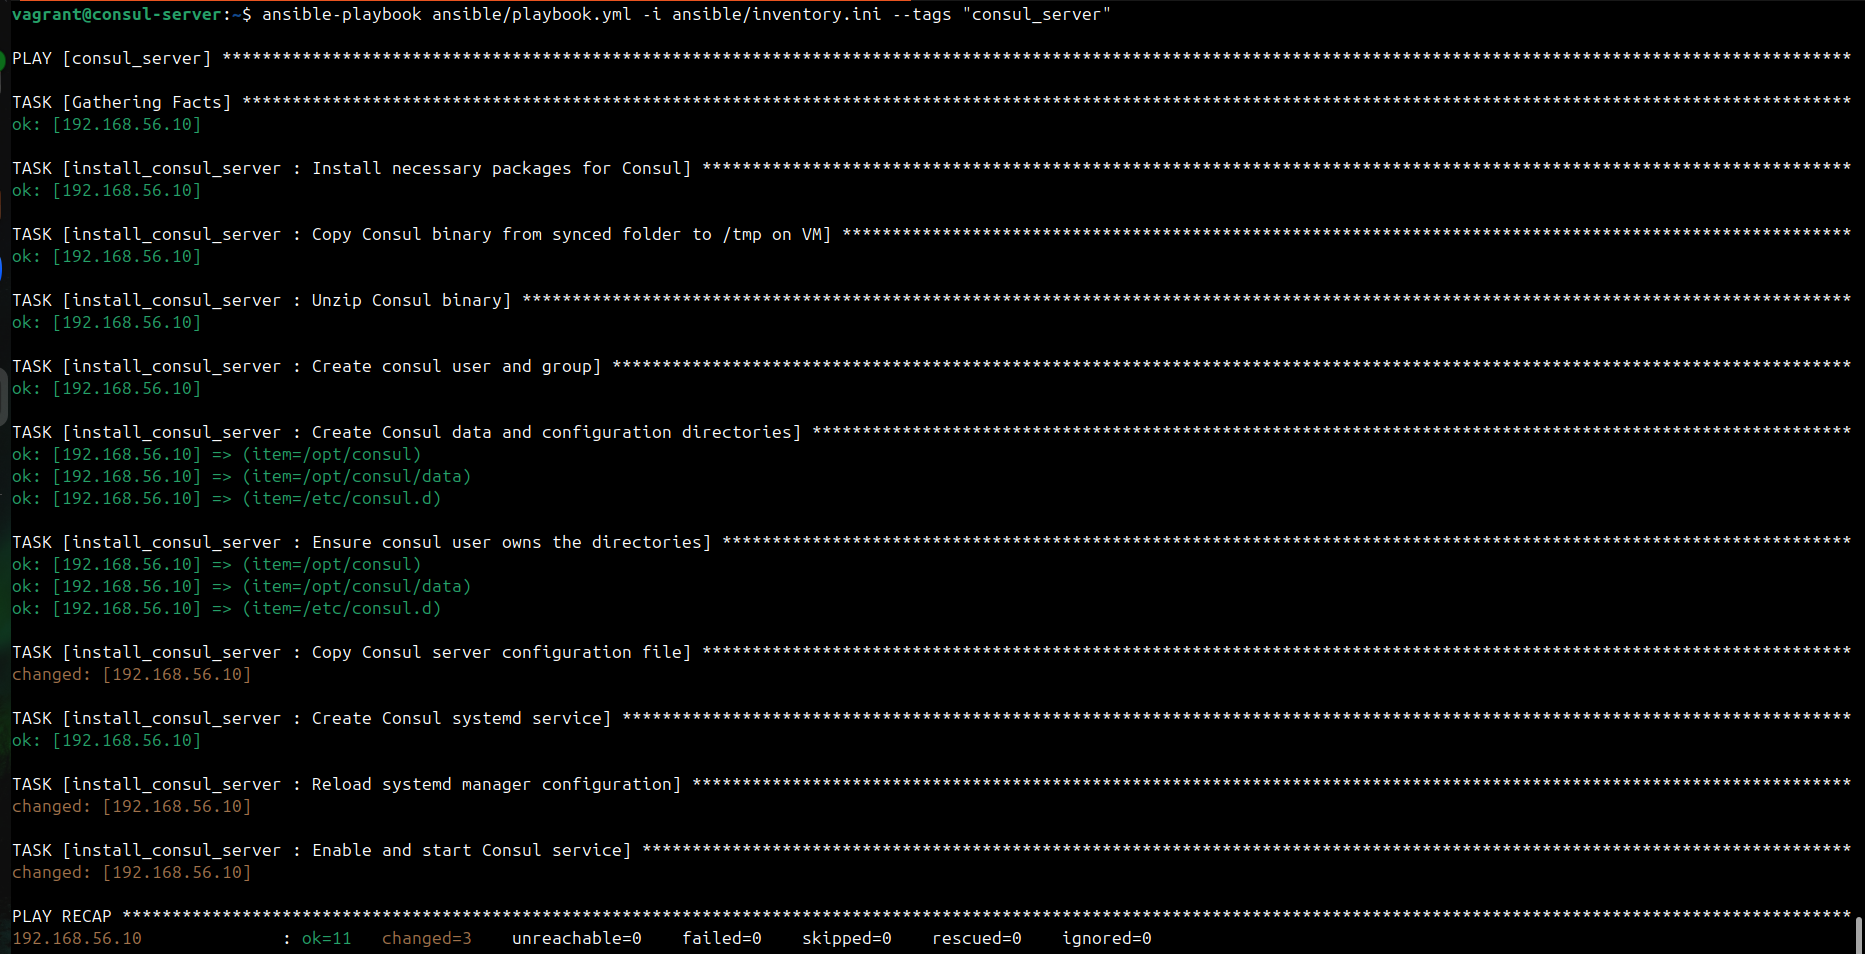 vagrant@consul-server:~$ ansible-playbook ansible/playbook.yml -i ansible/inventory.ini --tags "consul_server"
PLAY [consul_server] *******************************************************************************************************************************************************************
TASK [Gathering Facts] *****************************************************************************************************************************************************************
ok: [192.168.56.10]
TASK [install_consul_server : Install necessary packages for Consul] *******************************************************************************************************************
ok: [192.168.56.10]
TASK [install_consul_server : Copy Consul binary from synced folder to /tmp on VM] *****************************************************************************************************
ok: [192.168.56.10]
TASK [install_consul_server : Unzip Consul binary] *************************************************************************************************************************************
ok: [192.168.56.10]
TASK [install_consul_server : Create consul user and group] ****************************************************************************************************************************
ok: [192.168.56.10]
TASK [install_consul_server : Create Consul data and configuration directories] ********************************************************************************************************
ok: [192.168.56.10] => (item=/opt/consul)
ok: [192.168.56.10] => (item=/opt/consul/data)
ok: [192.168.56.10] => (item=/etc/consul.d)
TASK [install_consul_server : Ensure consul user owns the directories] *****************************************************************************************************************
ok: [192.168.56.10] => (item=/opt/consul)
ok: [192.168.56.10] => (item=/opt/consul/data)
ok: [192.168.56.10] => (item=/etc/consul.d)
TASK [install_consul_server : Copy Consul server configuration file] *******************************************************************************************************************
changed: [192.168.56.10]
TASK [install_consul_server : Create Consul systemd service] ***************************************************************************************************************************
ok: [192.168.56.10]
TASK [install_consul_server : Reload systemd manager configuration] ********************************************************************************************************************
changed: [192.168.56.10]
TASK [install_consul_server : Enable and start Consul service] *************************************************************************************************************************
changed: [192.168.56.10]
PLAY RECAP *****************************************************************************************************************************************************************************
192.168.56.10              : ok=11   changed=3    unreachable=0    failed=0    skipped=0    rescued=0    ignored=0